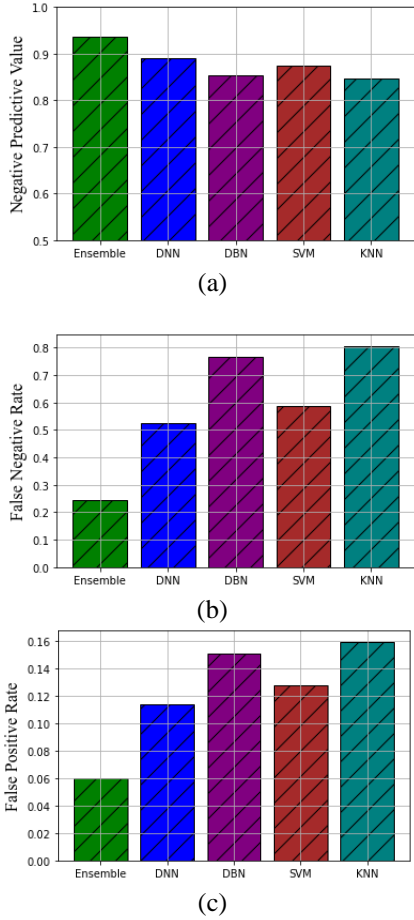 Negative Predictive Value
1.0
0.9
0.8
0.7
0.6
0.5
Ensemble DNN DBN SVM KNN
(a)
False Negative Rate
0.8
0.7
0.6
0.5
0.4
0.3
0.2
0.1
0.0
Ensemble DNN DBN SVM KNN
(b)
False Positive Rate
0.16
0.14
0.12
0.10
0.08
0.06
0.04
0.02
0.00
Ensemble DNN DBN SVM KNN
(c)